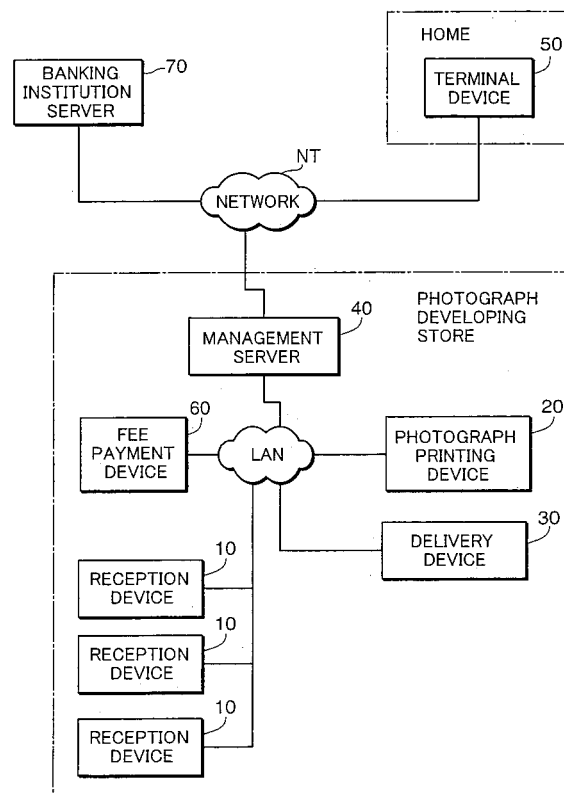 HOME
50
TERMINAL
DEVICE
70
BANKING
INSTITUTION
SERVER
NT
NETWORK
PHOTOGRAPH
DEVELOPING
STORE
40
MANAGEMENT
SERVER
60
FEE
PAYMENT
DEVICE
LAN
20
PHOTOGRAPH
PRINTING
DEVICE
30
DELIVERY
DEVICE
10
RECEPTION
DEVICE
10
RECEPTION
DEVICE
10
RECEPTION
DEVICE